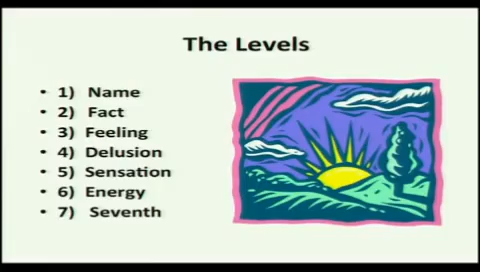 The Levels
• 1) Name
• 2) Fact
• 3) Feeling
• 4) Delusion
• 5) Sensation
• 6) Energy
• 7) Seventh